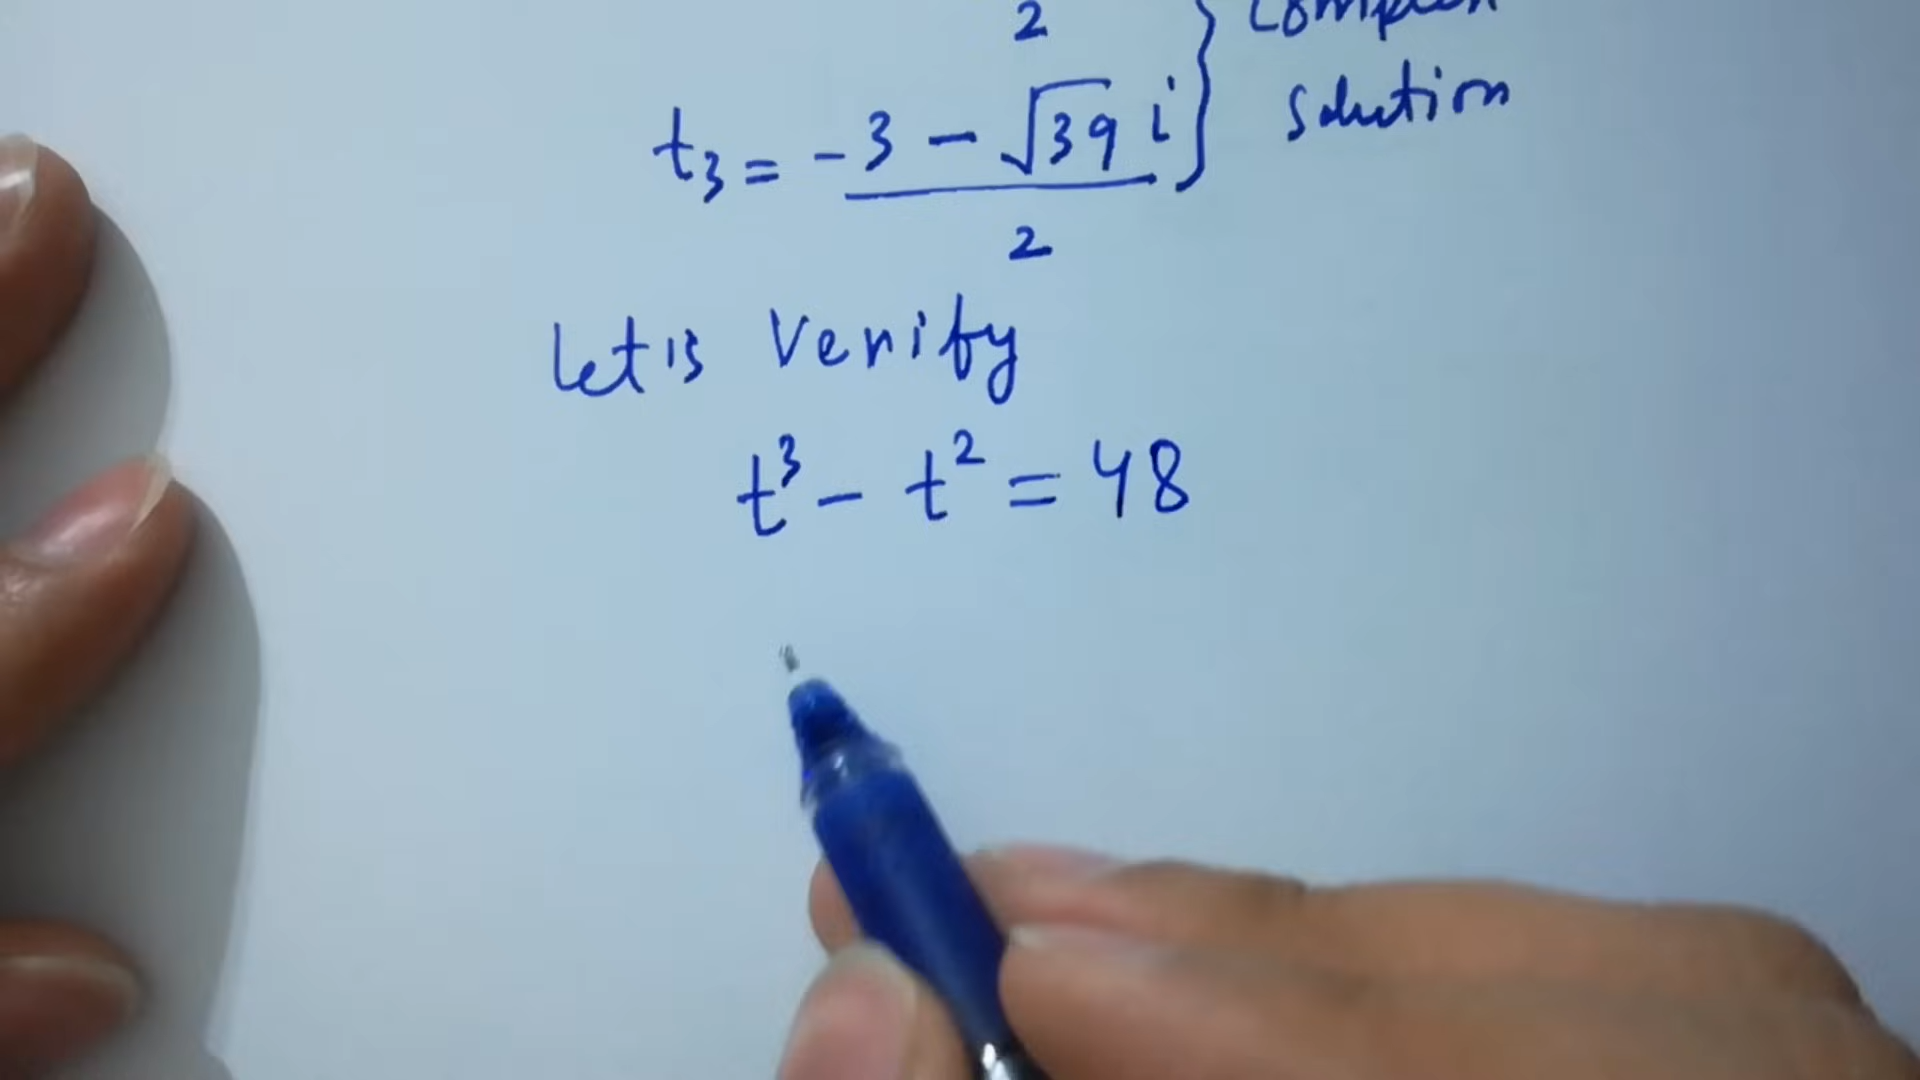 2
t₃ = -3 - √39 i
2
solution
Let's Verify
t³ - t² = 48